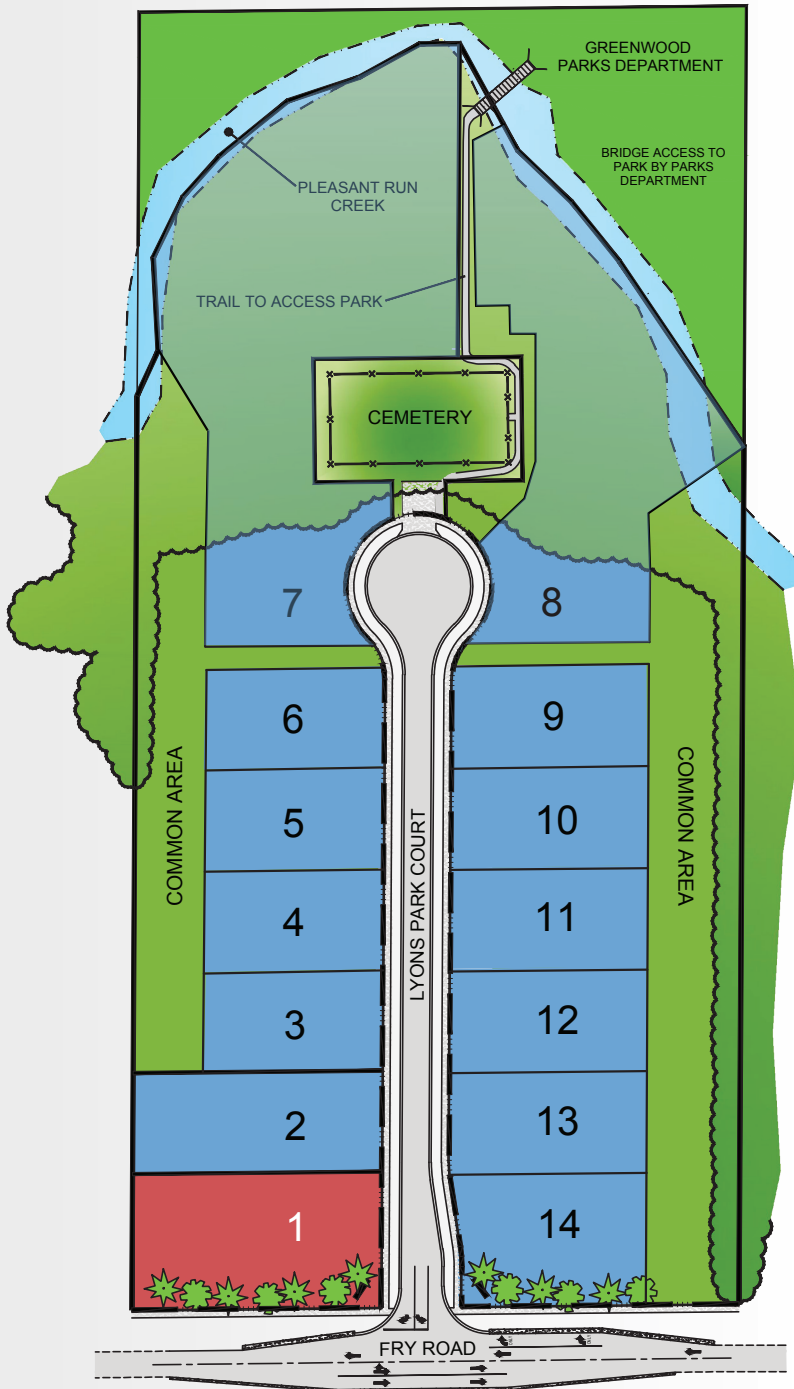 GREENWOOD
PARKS DEPARTMENT
BRIDGE ACCESS TO
PARK BY PARKS
DEPARTMENT
PLEASANT RUN
CREEK
TRAIL TO ACCESS PARK
CEMETERY
7
8
6
9
5
10
4
11
3
12
2
13
1
14
COMMON AREA
LYONS PARK COURT
COMMON AREA
FRY ROAD